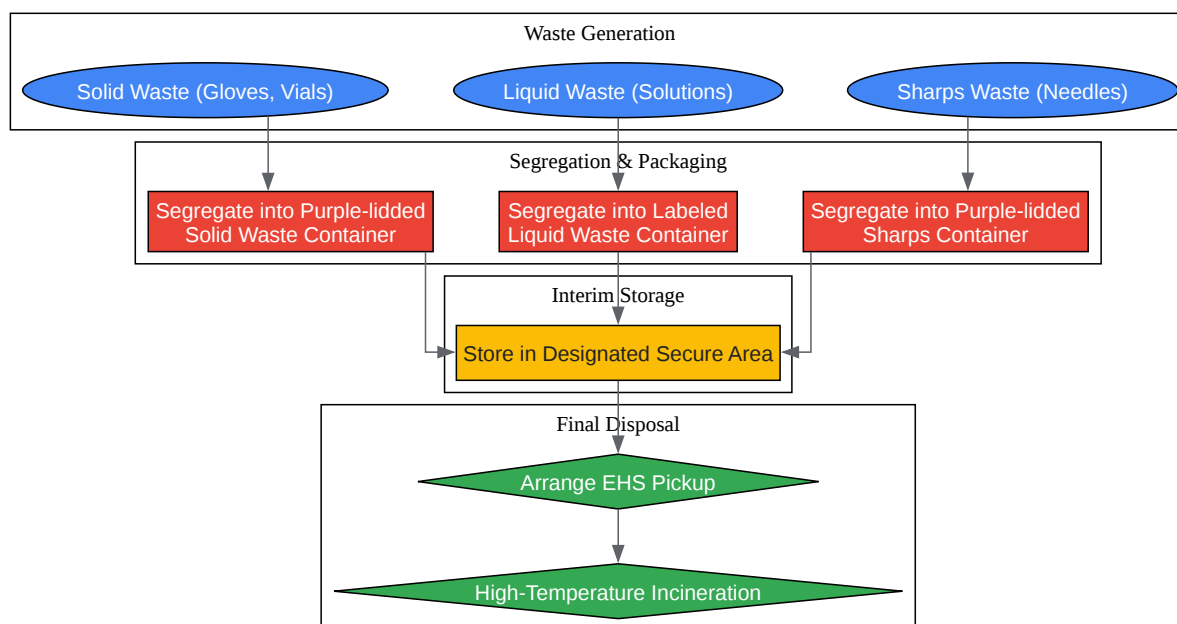 Waste Generation
Solid Waste (Gloves, Vials)
Liquid Waste (Solutions)
Sharps Waste (Needles)
Segregation & Packaging
Segregate into Purple-lidded
Solid Waste Container
Segregate into Labeled
Liquid Waste Container
Segregate into Purple-lidded
Sharps Container
Interim Storage
Store in Designated Secure Area
Final Disposal
Arrange EHS Pickup
High-Temperature Incineration